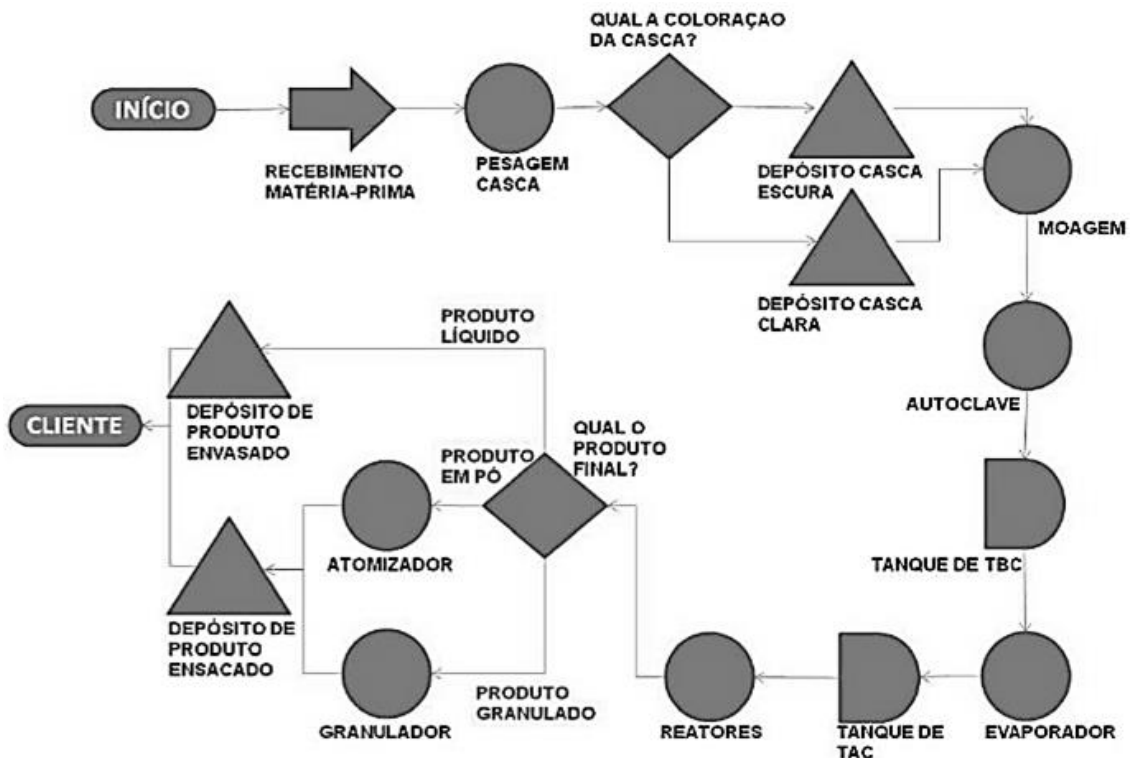 QUAL A COLORAÇAO
DA CASCA?
INÍCIO
RECEBIMENTO
MATÉRIA-PRIMA
PESAGEM
CASCA
DEPÓSITO CASCA
ESCURA
MOAGEM
DEPÓSITO CASCA
CLARA
AUTOCLAVE
TANQUE DE TBC
EVAPORADOR
TANQUE DE
TAC
REATORES
QUAL O
PRODUTO
FINAL?
PRODUTO
LÍQUIDO
PRODUTO
EM PÓ
PRODUTO
GRANULADO
ATOMIZADOR
GRANULADOR
DEPÓSITO DE
PRODUTO
ENVASADO
DEPÓSITO DE
PRODUTO
ENSACADO
CLIENTE